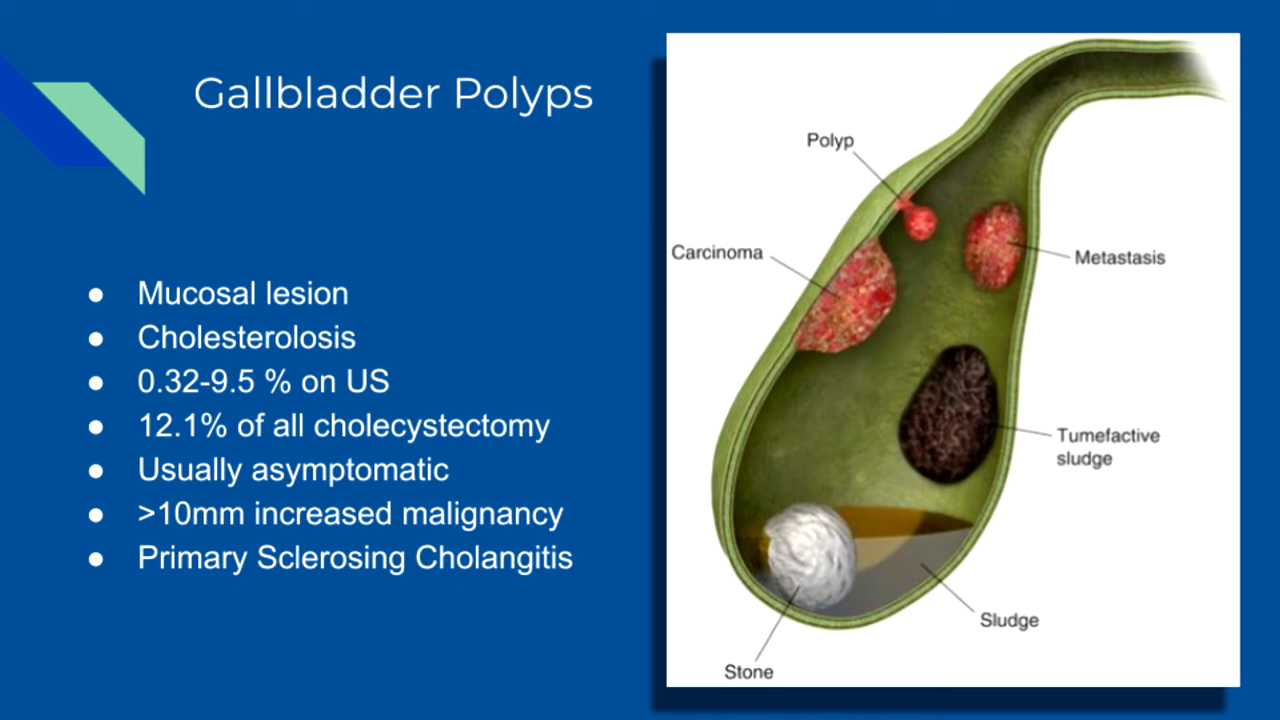 Gallbladder Polyps
● Mucosal lesion
● Cholesterolosis
● 0.32-9.5 % on US
● 12.1% of all cholecystectomy
● Usually asymptomatic
● >10mm increased malignancy
● Primary Sclerosing Cholangitis
Polyp
Carcinoma
Metastasis
Tumefactive
sludge
Sludge
Stone